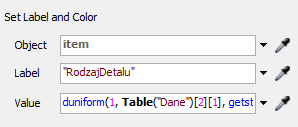 Set Label and Color
Object item
Label "RodzajDetalu"
Value duniform(1, Table("Dane")[2][1], getst